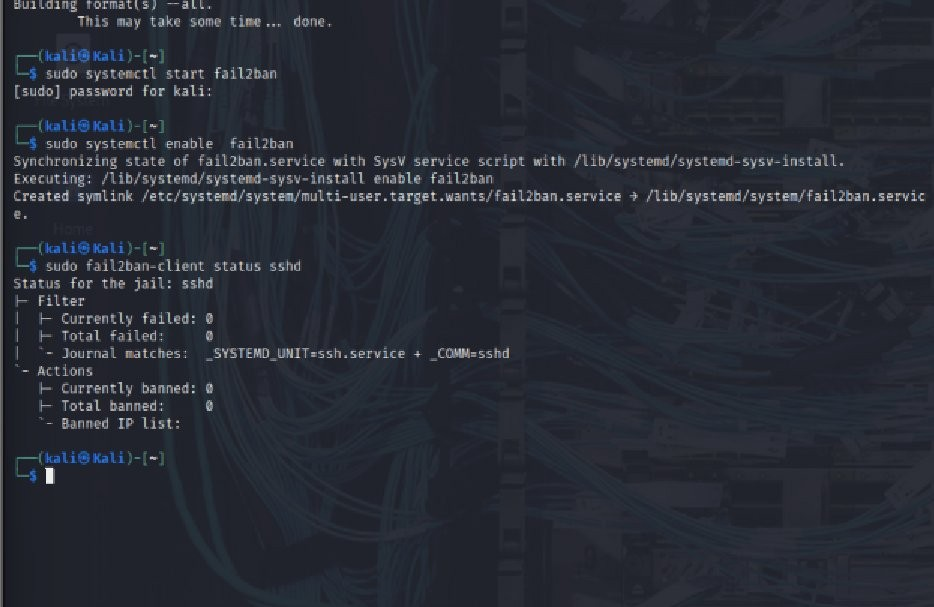 Building format(s) --all.
This may take some time ... done.
┌──(kali㉿Kali)-[~]
└─$ sudo systemctl start fail2ban
[sudo] password for kali:
┌──(kali㉿Kali)-[~]
└─$ sudo systemctl enable  fail2ban
Synchronizing state of fail2ban.service with SysV service script with /lib/systemd/systemd-sysv-install.
Executing: /lib/systemd/systemd-sysv-install enable fail2ban
Created symlink /etc/systemd/system/multi-user.target.wants/fail2ban.service → /lib/systemd/system/fail2ban.servic
e.
┌──(kali㉿Kali)-[~]
└─$ sudo fail2ban-client status sshd
Status for the jail: sshd
|- Filter
|  |- Currently failed: 0
|  |- Total failed:     0
|  `- Journal matches:  _SYSTEMD_UNIT=ssh.service + _COMM=sshd
`- Actions
   |- Currently banned: 0
   |- Total banned:     0
   `- Banned IP list:
┌──(kali㉿Kali)-[~]
└─$